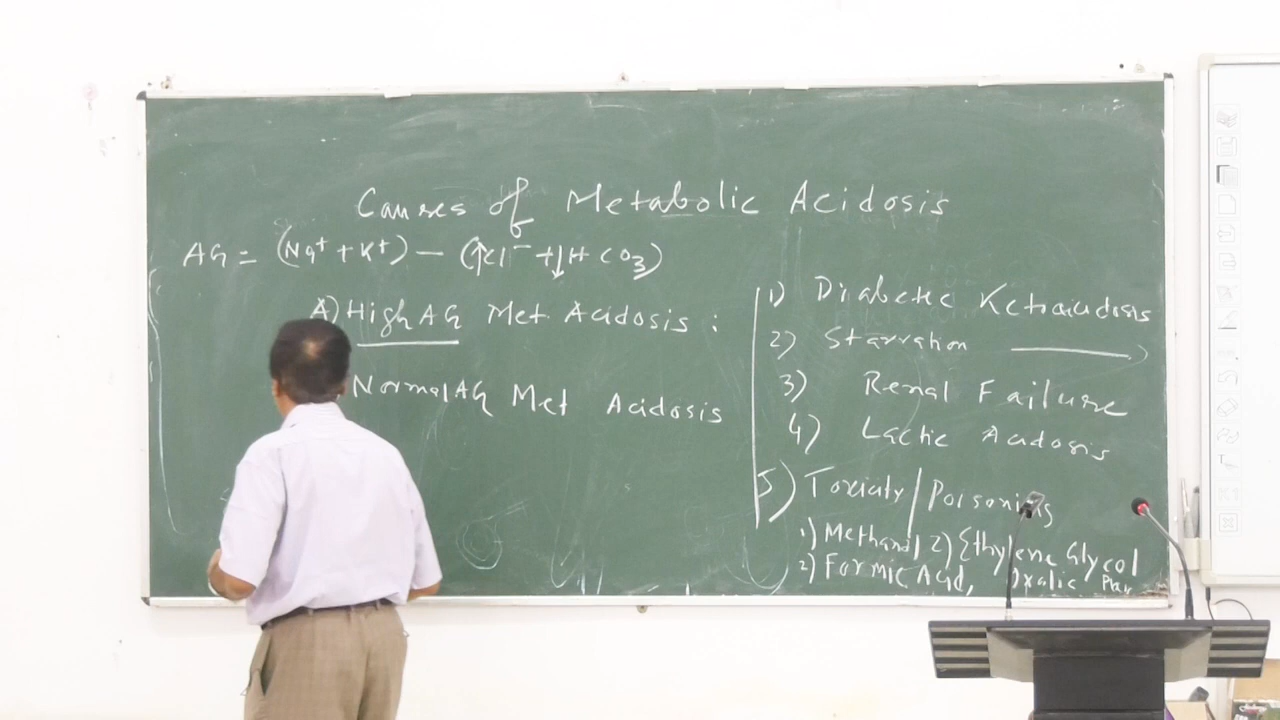 Causes of Metabolic Acidosis
AG = (Na+ + K+) − (↑Cl− + ↓HCO3)
A) High AG Met. Acidosis :
Normal AG Met Acidosis
1) Diabetic Ketoacidosis
2) Starvation
3) Renal Failure
4) Lactic Acidosis
5) Toxicity / Poisoning
1) Methanol 2) Ethylene Glycol
2) Formic Acid, Oxalic